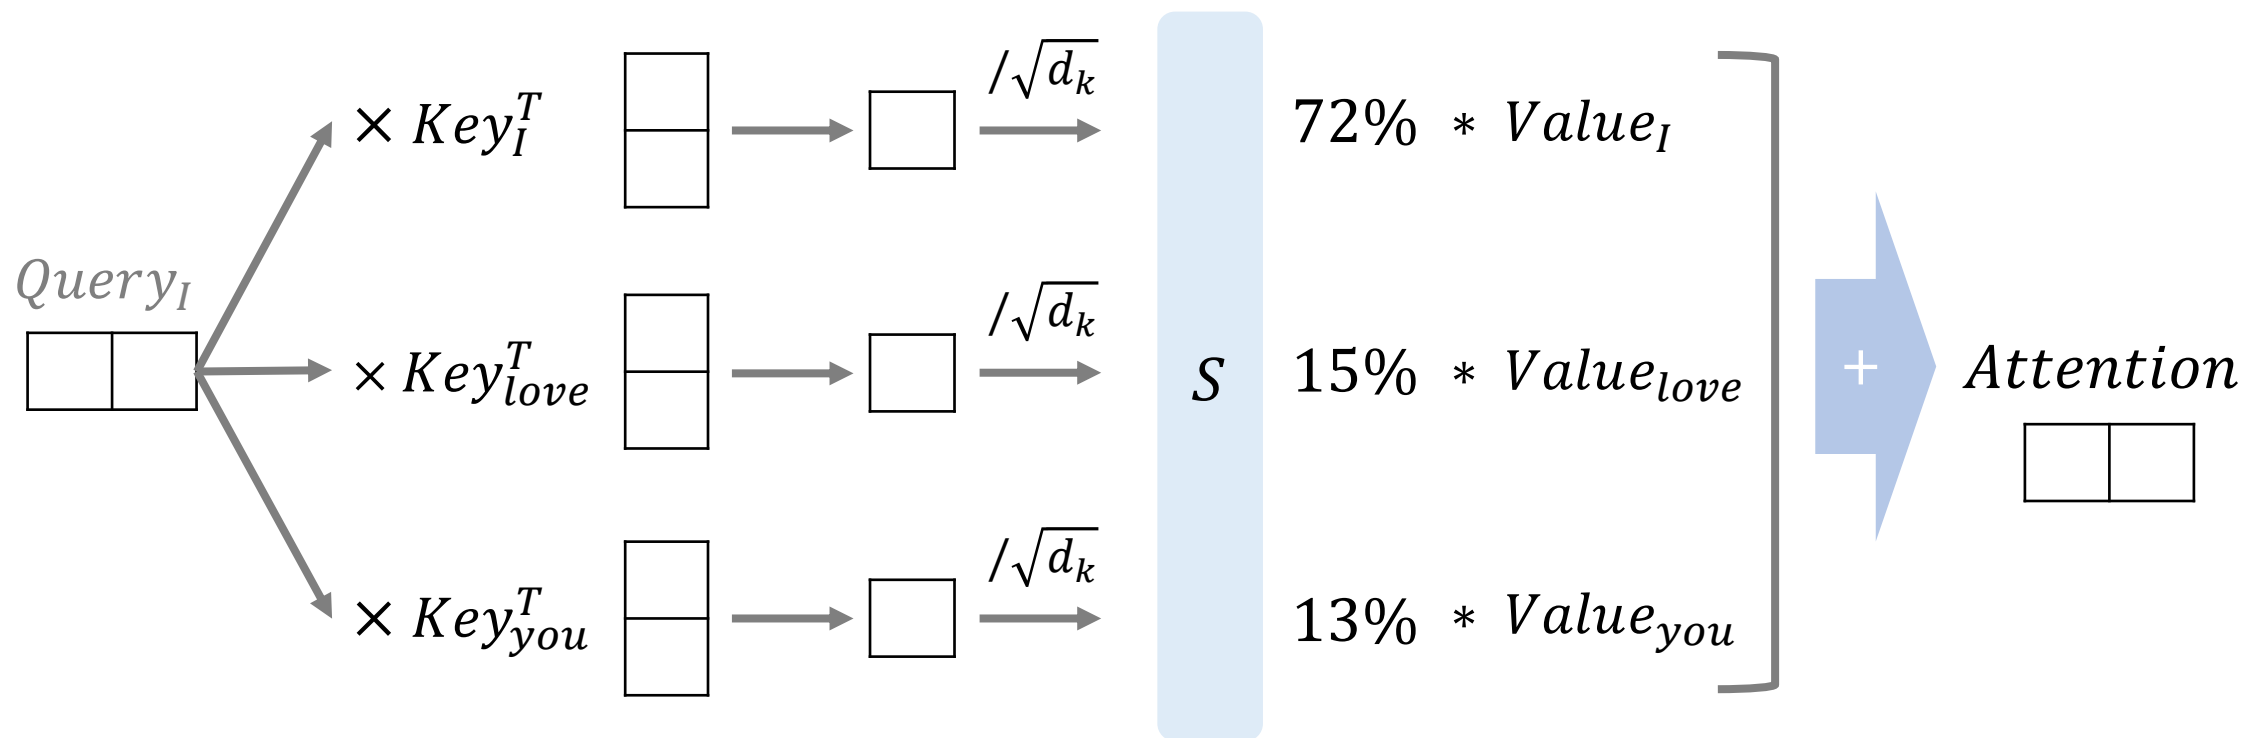 /√d_k
× Key_I^T
72% * Value_I
Query_I
/√d_k
× Key_love^T
S
15% * Value_love
+
Attention
/√d_k
× Key_you^T
13% * Value_you